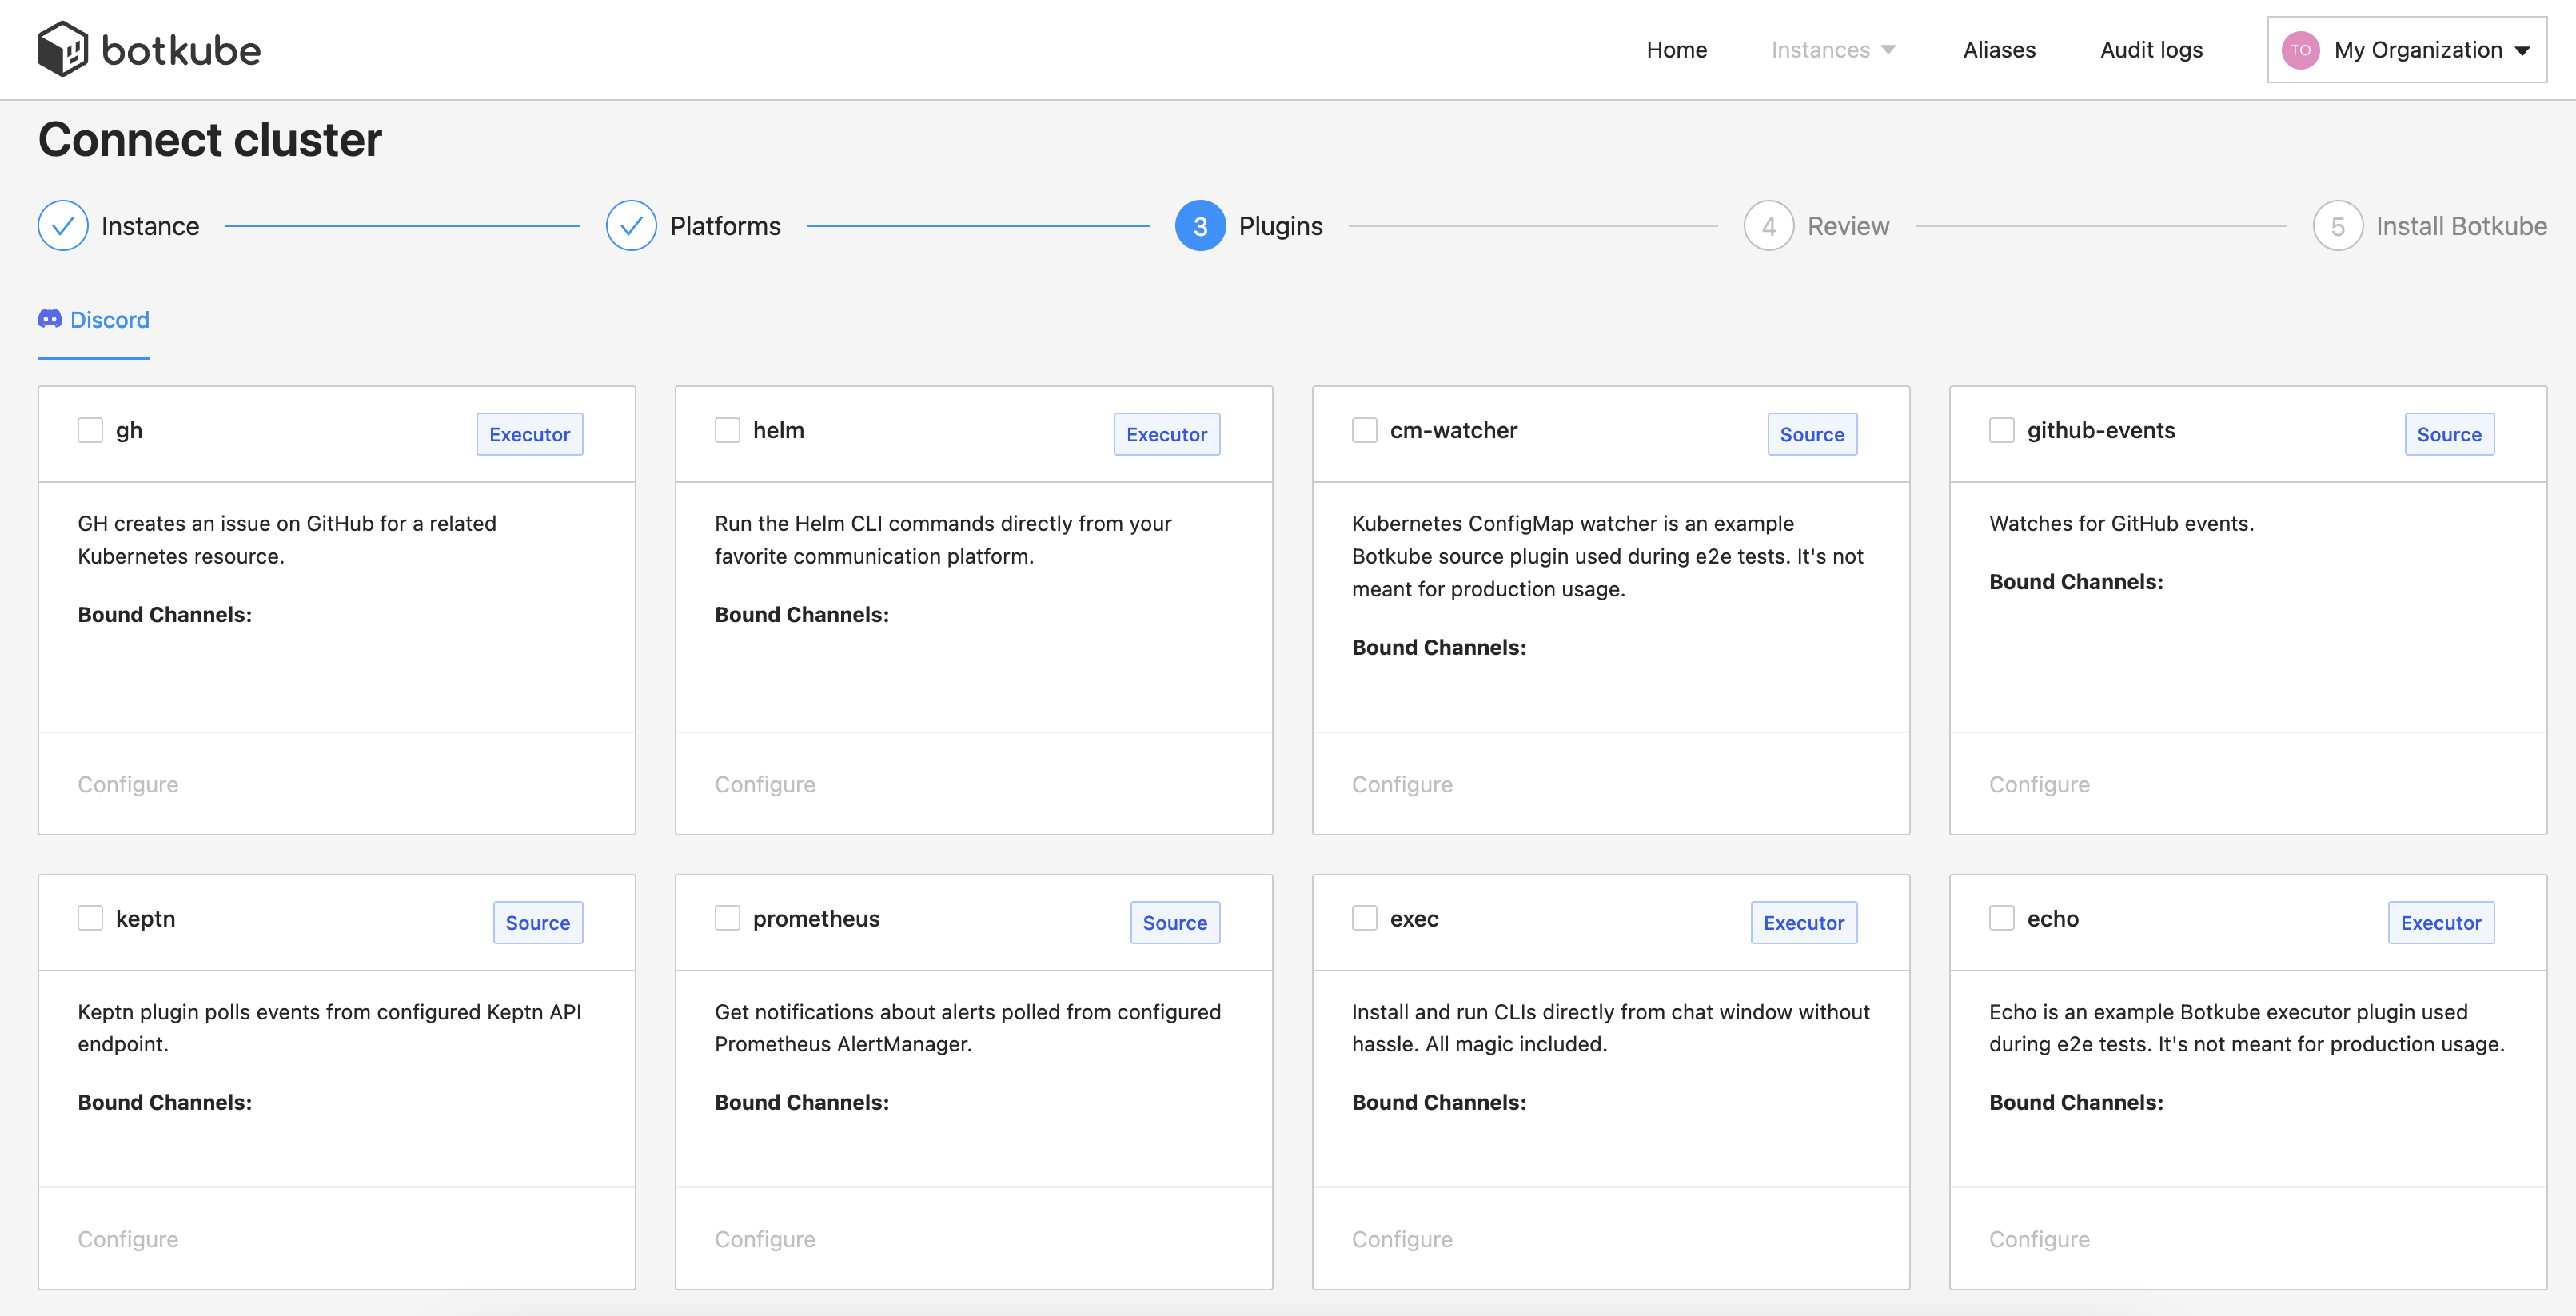 botkube
Home Instances Aliases Audit logs TO My Organization
Connect cluster
Instance Platforms 3 Plugins 4 Review 5 Install Botkube
Discord
gh Executor
GH creates an issue on GitHub for a related
Kubernetes resource.
Bound Channels:
Configure
helm Executor
Run the Helm CLI commands directly from your
favorite communication platform.
Bound Channels:
Configure
cm-watcher Source
Kubernetes ConfigMap watcher is an example
Botkube source plugin used during e2e tests. It's not
meant for production usage.
Bound Channels:
Configure
github-events Source
Watches for GitHub events.
Bound Channels:
Configure
keptn Source
Keptn plugin polls events from configured Keptn API
endpoint.
Bound Channels:
Configure
prometheus Source
Get notifications about alerts polled from configured
Prometheus AlertManager.
Bound Channels:
Configure
exec Executor
Install and run CLIs directly from chat window without
hassle. All magic included.
Bound Channels:
Configure
echo Executor
Echo is an example Botkube executor plugin used
during e2e tests. It's not meant for production usage.
Bound Channels:
Configure